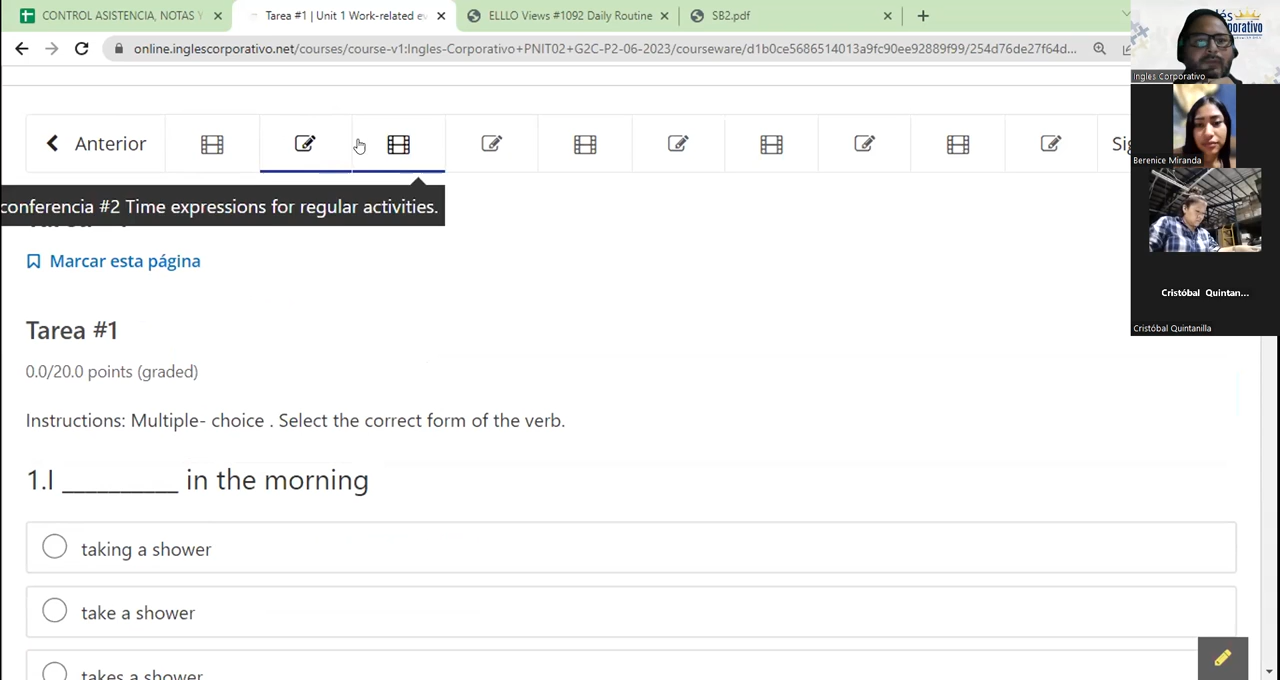 CONTROL ASISTENCIA, NOTAS Y
Tarea #1 | Unit 1 Work-related ev
ELLLO Views #1092 Daily Routine
SB2.pdf
online.inglescorporativo.net/courses/course-v1:Ingles-Corporativo+PNIT02+G2C-P2-06-2023/courseware/d1b0ce5686514013a9fc90ee92889f99/254d76de27f64d...
Ingles Corporativo
Berenice Miranda
Cristóbal Quintan...
Cristóbal Quintanilla
Anterior
conferencia #2 Time expressions for regular activities.
Marcar esta página
Tarea #1
0.0/20.0 points (graded)
Instructions: Multiple- choice . Select the correct form of the verb.
1.I __________ in the morning
taking a shower
take a shower
takes a shower